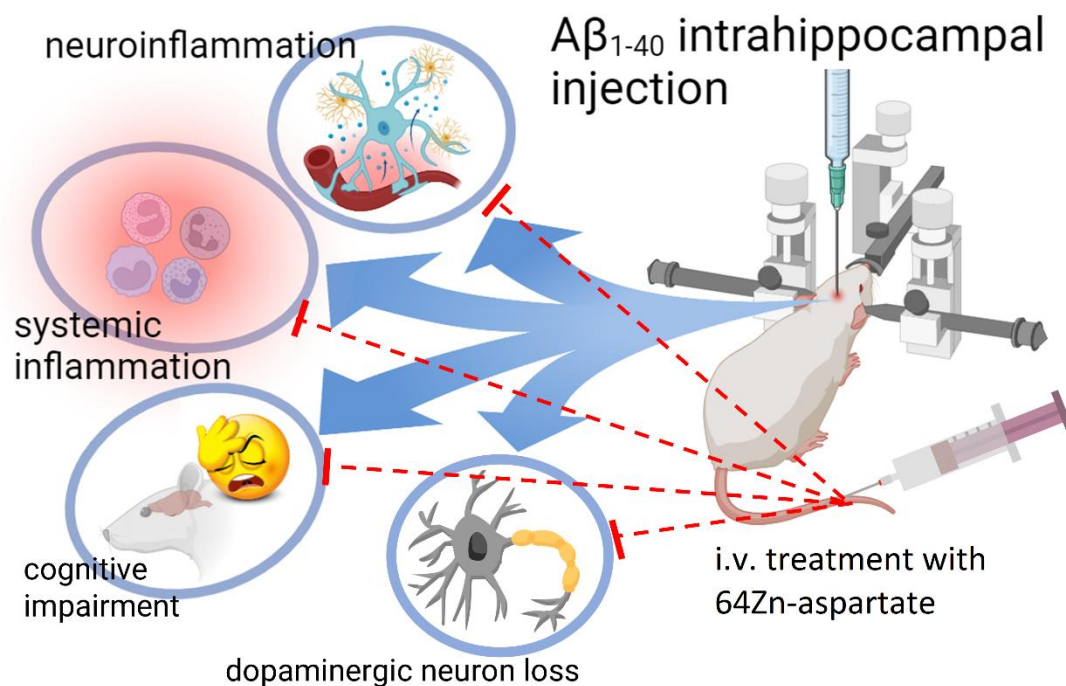 neuroinflammation
Aβ₁₋₄₀ intrahippocampal
injection
systemic
inflammation
cognitive
impairment
i.v. treatment with
64Zn-aspartate
dopaminergic neuron loss